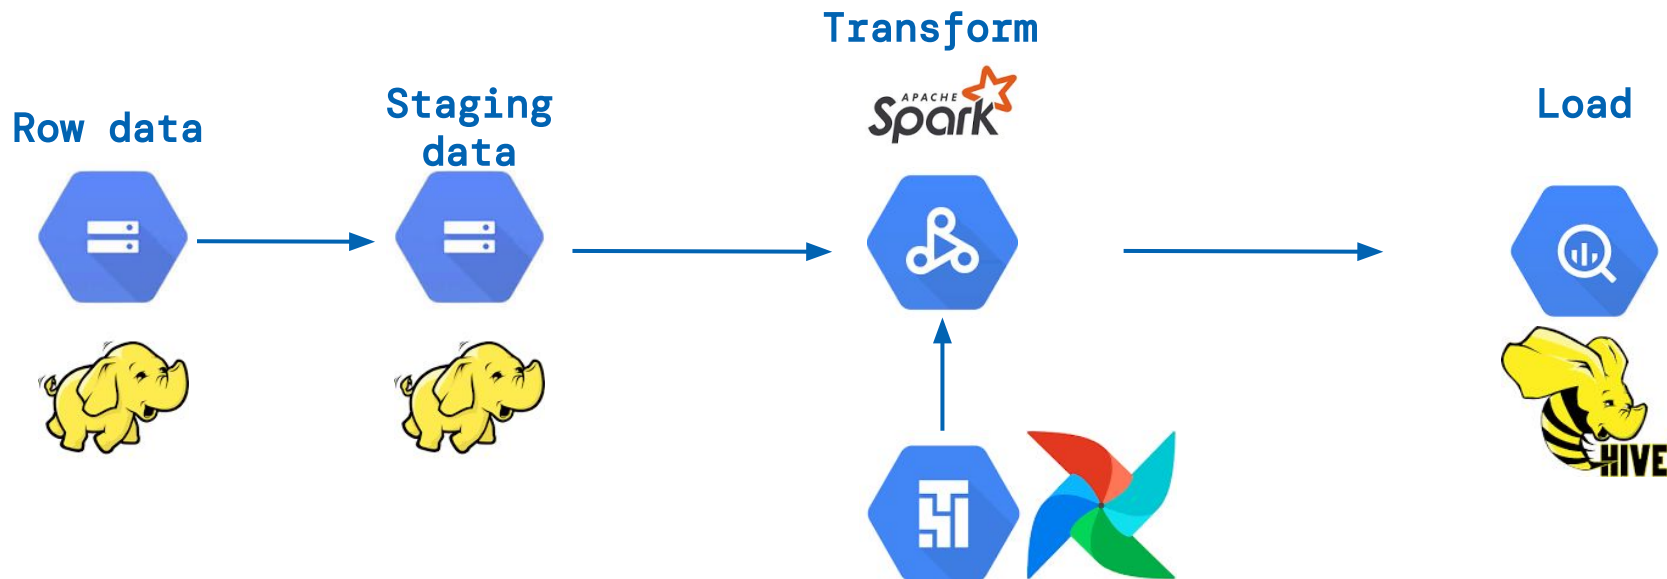 Transform
APACHE
Spark
Row data
Staging
data
Load
HIVE